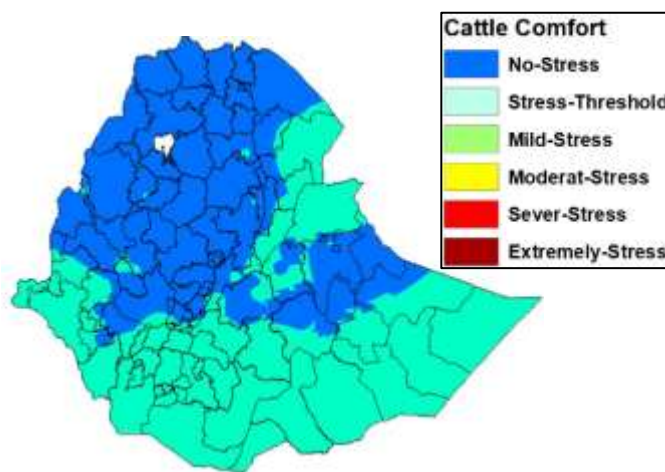 Cattle Comfort
No-Stress
Stress-Threshold
Mild-Stress
Moderat-Stress
Sever-Stress
Extremely-Stress